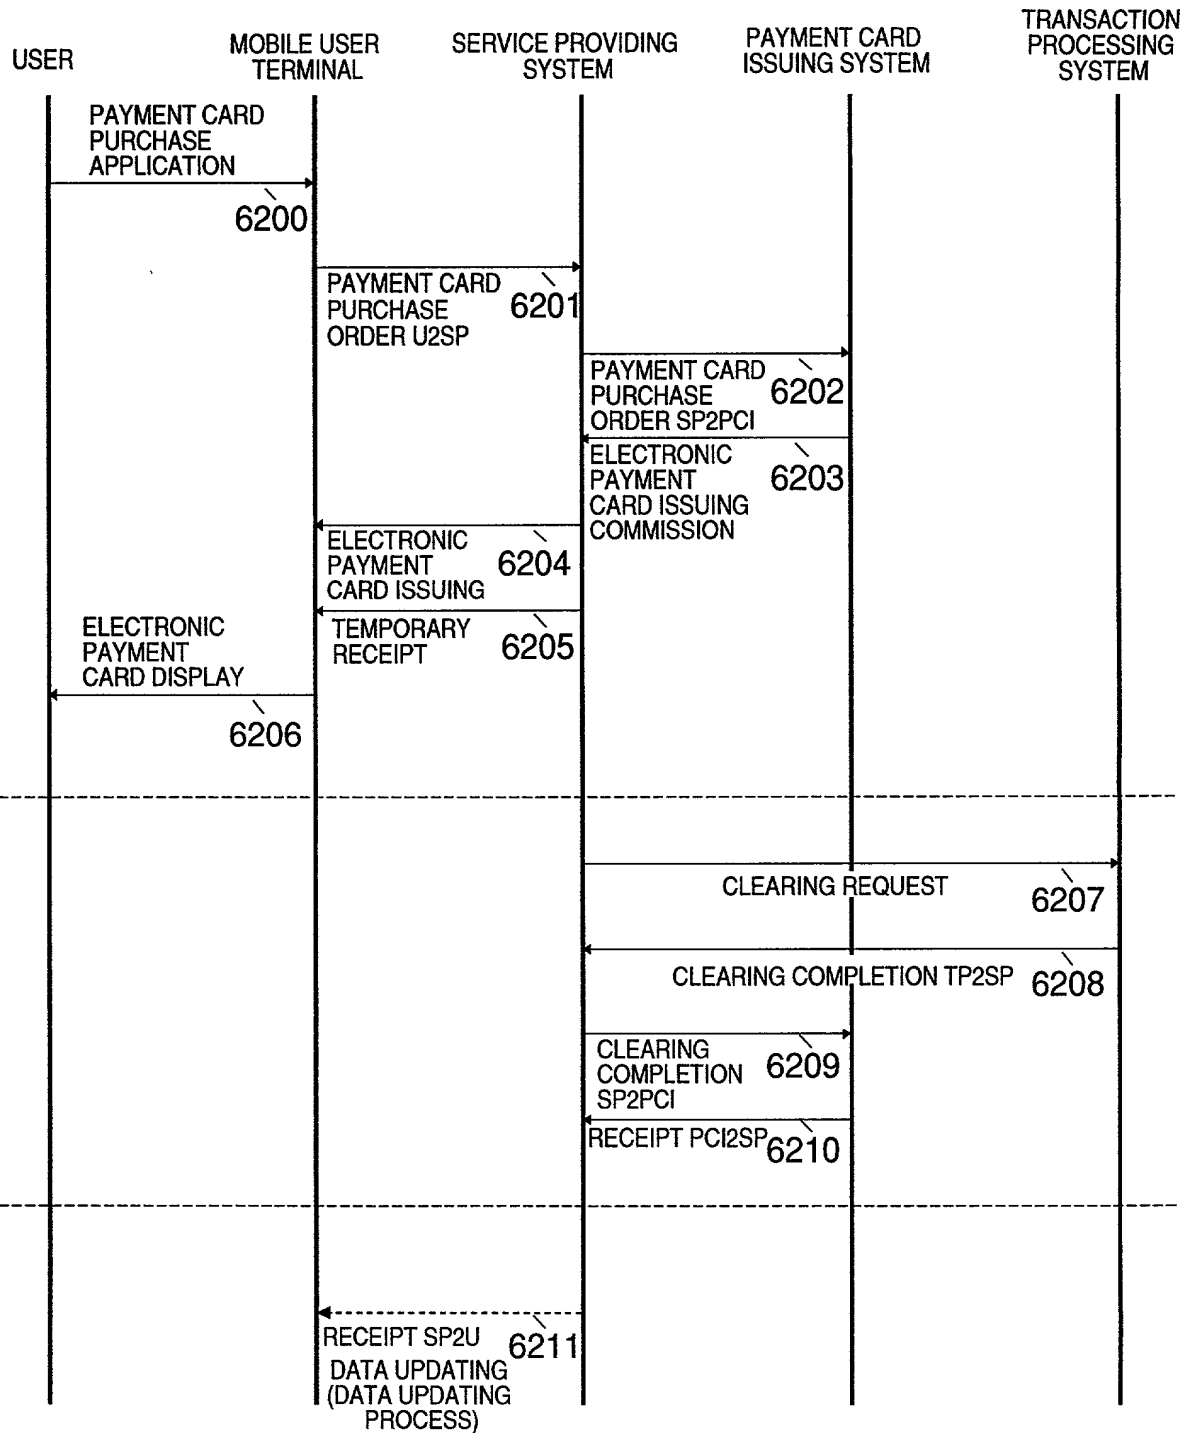 USER
MOBILE USER
TERMINAL
SERVICE PROVIDING
SYSTEM
PAYMENT CARD
ISSUING SYSTEM
TRANSACTION
PROCESSING
SYSTEM
PAYMENT CARD
PURCHASE
APPLICATION
6200
PAYMENT CARD
PURCHASE
ORDER U2SP
6201
PAYMENT CARD
PURCHASE
ORDER SP2PCI
6202
ELECTRONIC
PAYMENT
CARD ISSUING
COMMISSION
6203
ELECTRONIC
PAYMENT
CARD ISSUING
6204
TEMPORARY
RECEIPT
6205
ELECTRONIC
PAYMENT
CARD DISPLAY
6206
CLEARING REQUEST
6207
CLEARING COMPLETION TP2SP
6208
CLEARING
COMPLETION
SP2PCI
6209
RECEIPT PCI2SP
6210
RECEIPT SP2U
6211
DATA UPDATING
(DATA UPDATING
PROCESS)